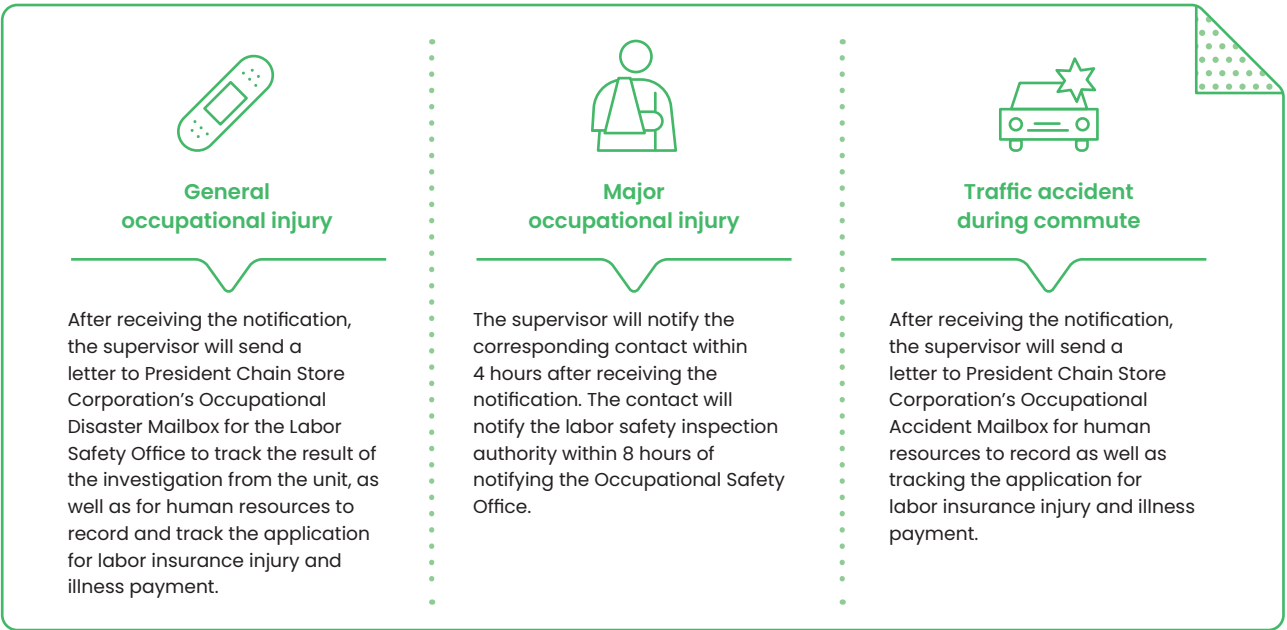 General
occupational injury
After receiving the notification,
the supervisor will send a
letter to President Chain Store
Corporation’s Occupational
Disaster Mailbox for the Labor
Safety Office to track the result of
the investigation from the unit, as
well as for human resources to
record and track the application
for labor insurance injury and
illness payment.
Major
occupational injury
The supervisor will notify the
corresponding contact within
4 hours after receiving the
notification. The contact will
notify the labor safety inspection
authority within 8 hours of
notifying the Occupational Safety
Office.
Traffic accident
during commute
After receiving the notification,
the supervisor will send a
letter to President Chain Store
Corporation’s Occupational
Accident Mailbox for human
resources to record as well as
tracking the application for
labor insurance injury and illness
payment.